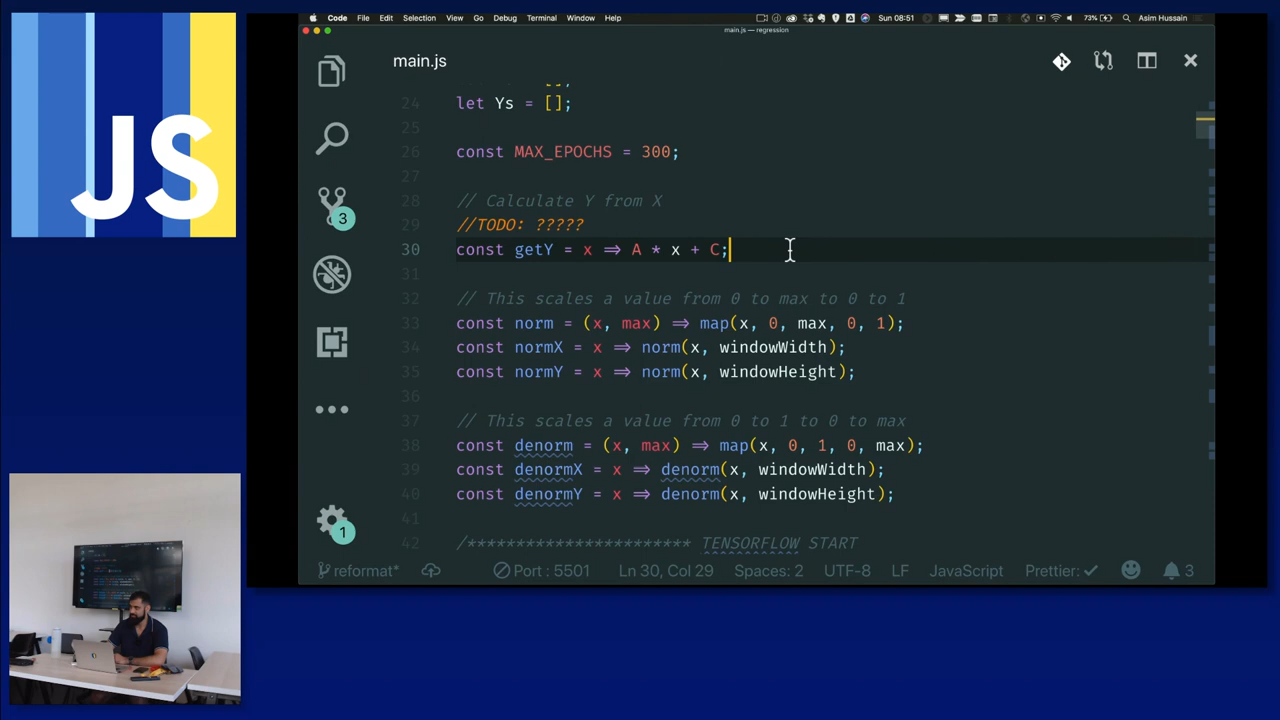 JS
Code File Edit Selection View Go Debug Terminal Window Help Sun 08:51 73% Asim Hussain
main.js — regression
main.js
24 let Ys = [];
25
26 const MAX_EPOCHS = 300;
27
28 // Calculate Y from X
29 //TODO: ?????
30 const getY = x => A * x + C;
31
32 // This scales a value from 0 to max to 0 to 1
33 const norm = (x, max) => map(x, 0, max, 0, 1);
34 const normX = x => norm(x, windowWidth);
35 const normY = x => norm(x, windowHeight);
36
37 // This scales a value from 0 to 1 to 0 to max
38 const denorm = (x, max) => map(x, 0, 1, 0, max);
39 const denormX = x => denorm(x, windowWidth);
40 const denormY = x => denorm(x, windowHeight);
41
42 /************************ TENSORFLOW START
3
1
reformat* Port : 5501 Ln 30, Col 29 Spaces: 2 UTF-8 LF JavaScript Prettier: ✓ 3